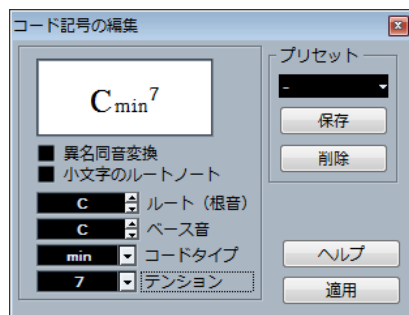 コード記号の編集
Cmin7
異名同音変換
小文字のルートノート
C ルート（根音）
C ベース音
min コードタイプ
7 テンション
プリセット
-
保存
削除
ヘルプ
適用